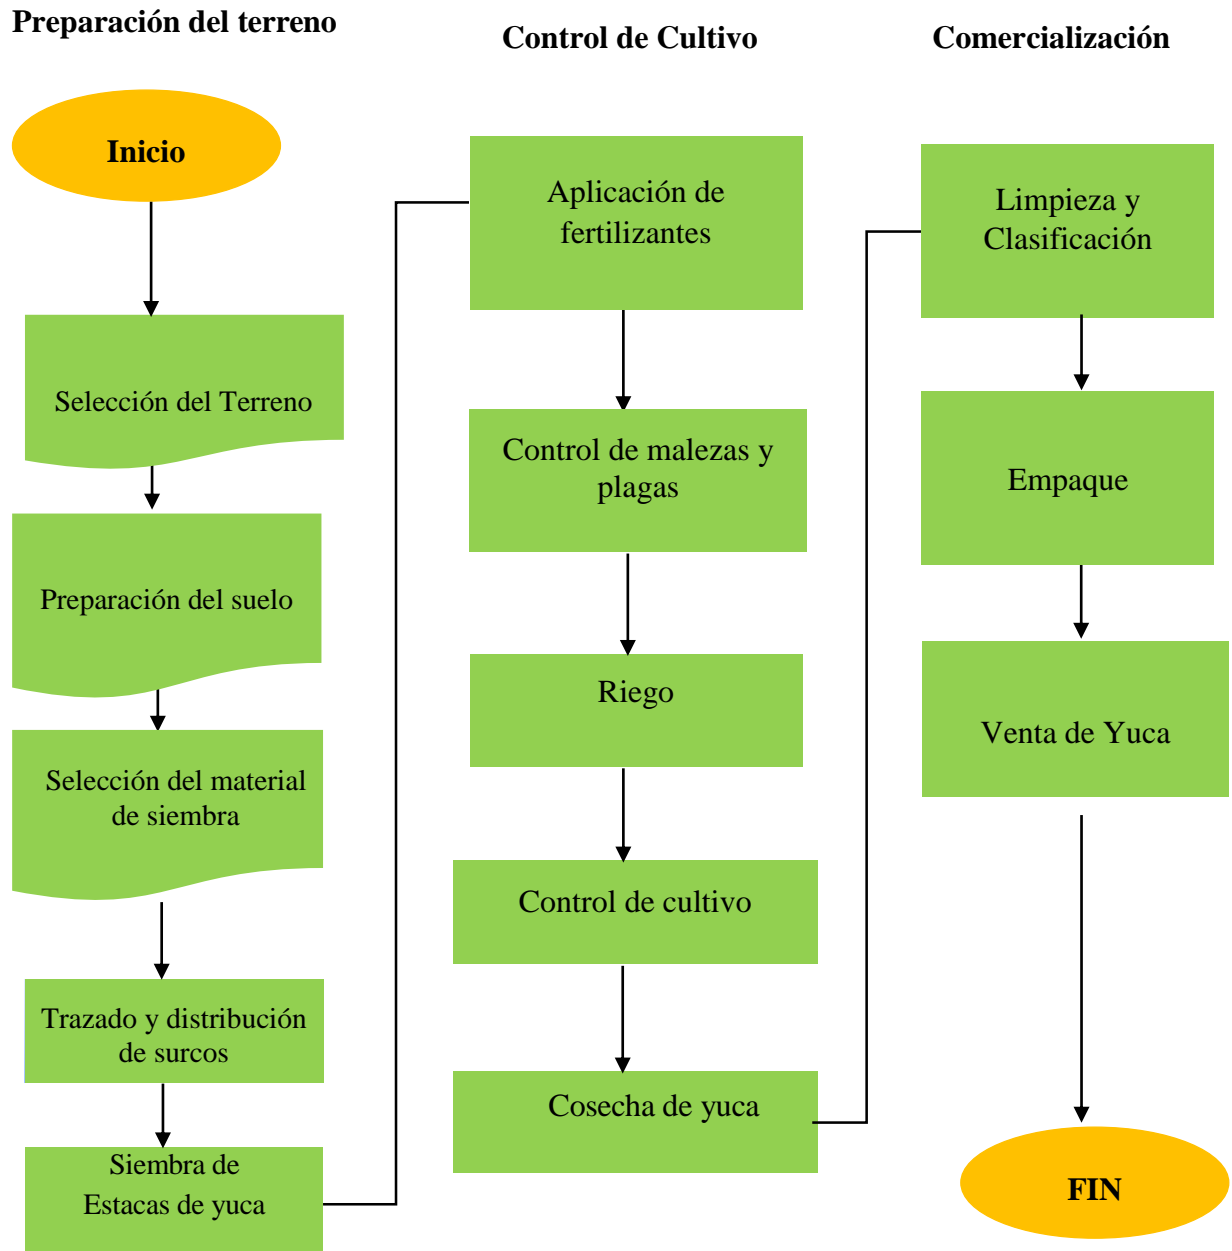 Preparación del terreno
Inicio
Selección del Terreno
Preparación del suelo
Selección del material
de siembra
Trazado y distribución
de surcos
Siembra de
Estacas de yuca
Control de Cultivo
Aplicación de
fertilizantes
Control de malezas y
plagas
Riego
Control de cultivo
Cosecha de yuca
Comercialización
Limpieza y
Clasificación
Empaque
Venta de Yuca
FIN